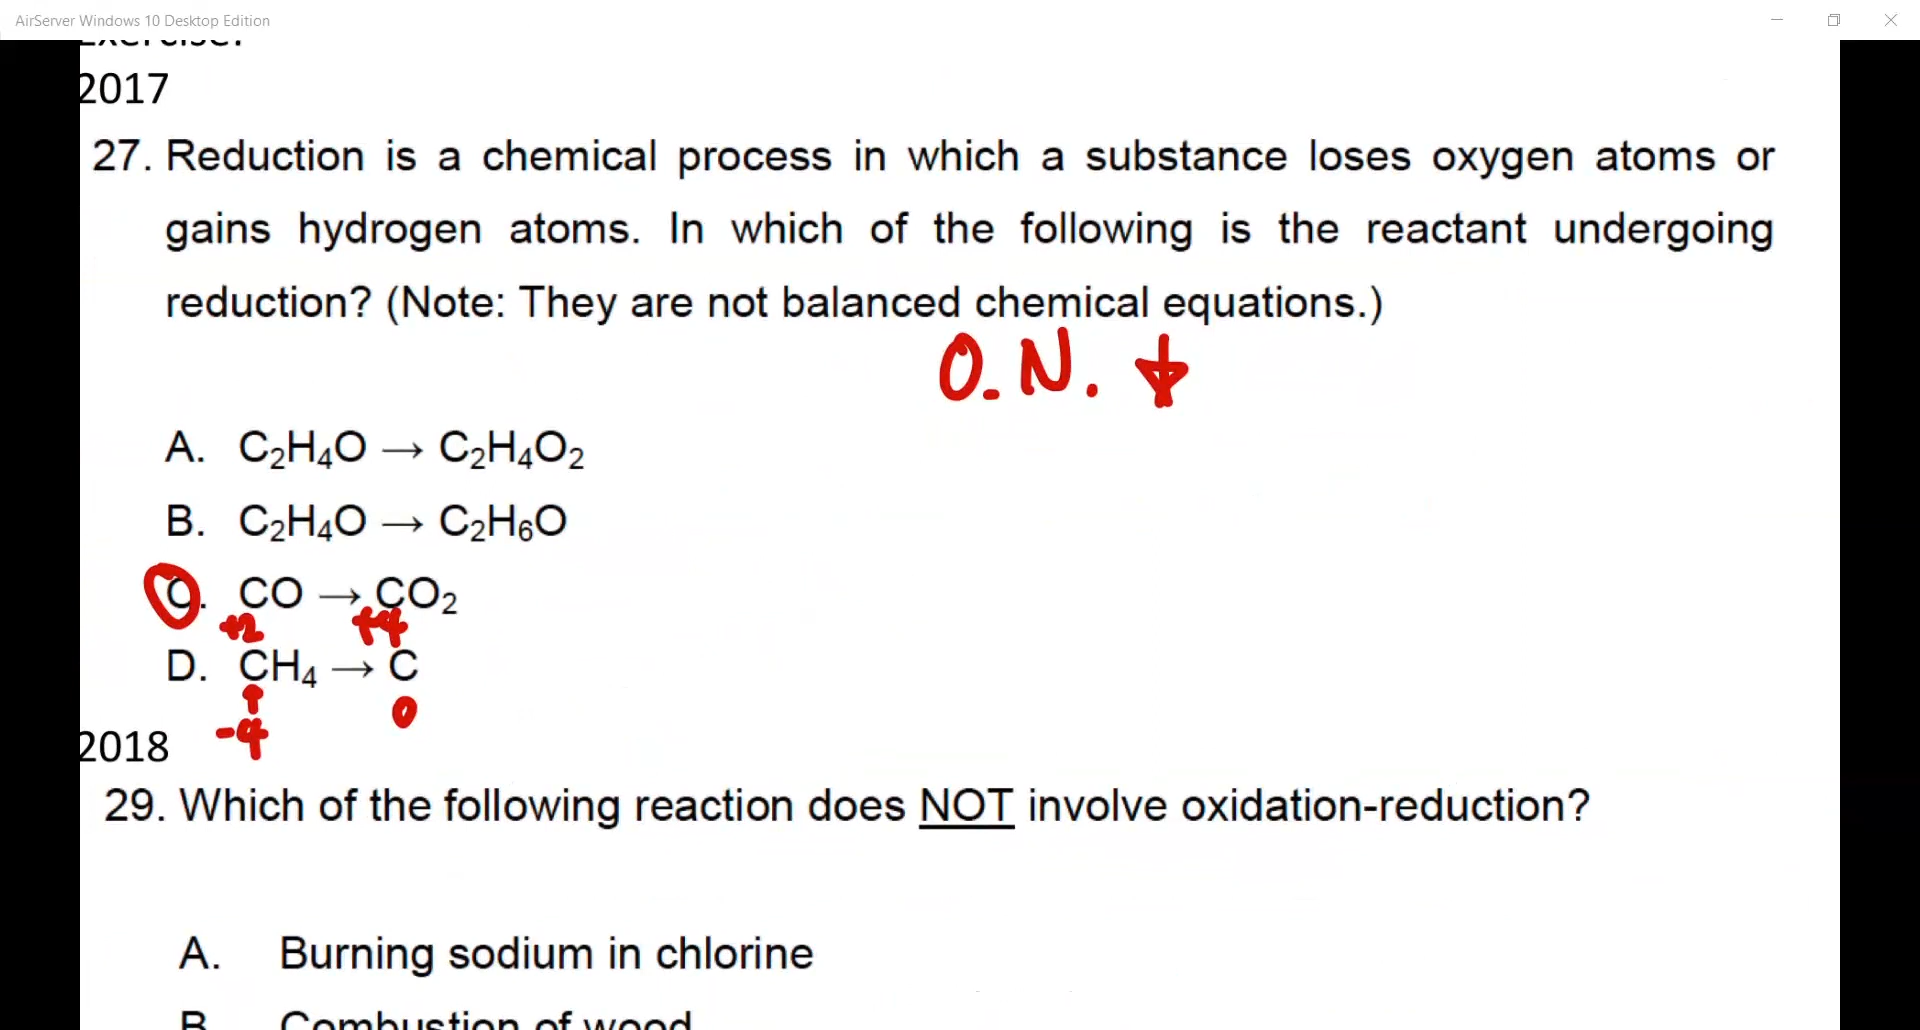 AirServer Windows 10 Desktop Edition
Exercise:
2017
27. Reduction is a chemical process in which a substance loses oxygen atoms or
gains hydrogen atoms. In which of the following is the reactant undergoing
reduction? (Note: They are not balanced chemical equations.)
O.N. ↓
A. C₂H₄O → C₂H₄O₂
B. C₂H₄O → C₂H₆O
C. CO → CO₂
+2 +4
D. CH₄ → C
-4 0
2018
29. Which of the following reaction does NOT involve oxidation-reduction?
A. Burning sodium in chlorine
B Combustion of wood